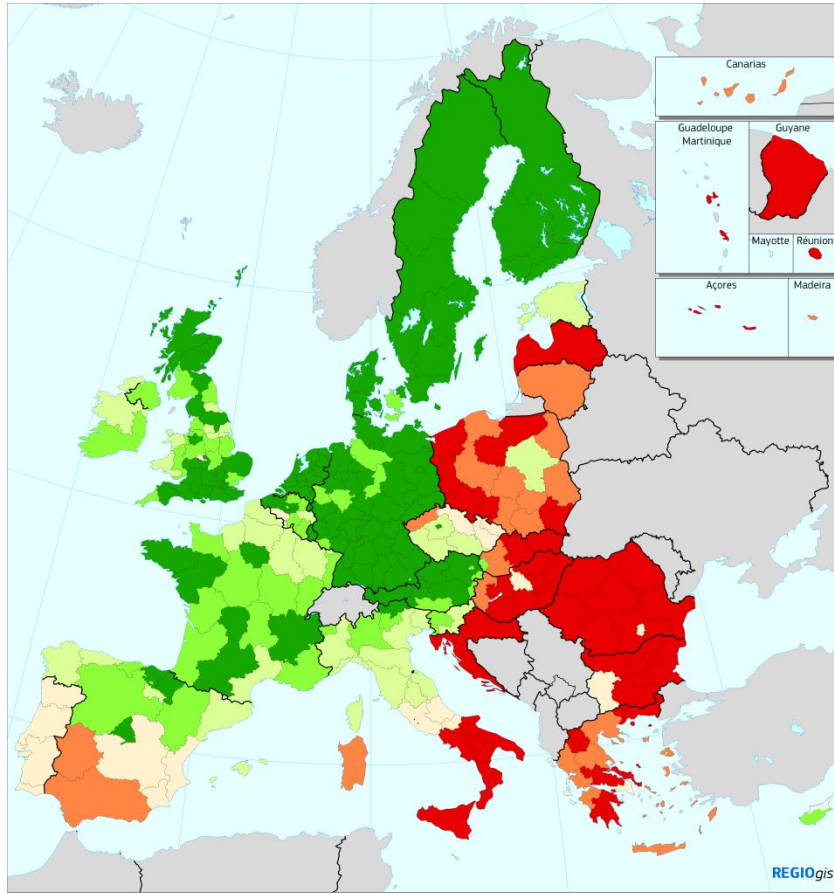 Canarias
Guadeloupe
Martinique
Guyane
Mayotte
Réunion
Açores
Madeira
REGIOgis